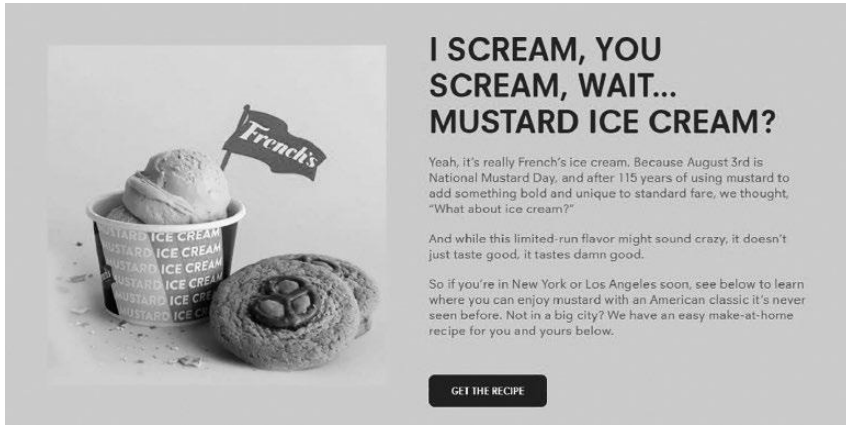 I SCREAM, YOU
SCREAM, WAIT...
MUSTARD ICE CREAM?
Yeah, it's really French's ice cream. Because August 3rd is
National Mustard Day, and after 115 years of using mustard to
add something bold and unique to standard fare, we thought,
"What about ice cream?"
And while this limited-run flavor might sound crazy, it doesn't
just taste good, it tastes damn good.
So if you're in New York or Los Angeles soon, see below to learn
where you can enjoy mustard with an American classic it's never
seen before. Not in a big city? We have an easy make-at-home
recipe for you and yours below.
GET THE RECIPE
French's
MUSTARD ICE CREAM
MUSTARD ICE CREAM
MUSTARD ICE CREAM
MUSTARD ICE CREAM
MUSTARD ICE CREAM
MUSTARD ICE CREAM